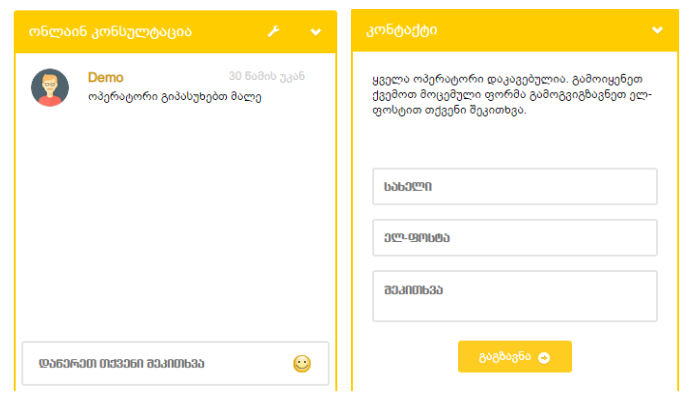 ონლაინ კონსულტაცია
Demo
30 წამის უკან
ოპერატორი გიპასუხებთ მალე
დაწერეთ თქვენი შეკითხვა
კონტაქტი
ყველა ოპერატორი დაკავებულია. გამოიყენეთ
ქვემოთ მოცემული ფორმა გამოგვიგზავნეთ ელ-
ფოსტით თქვენი შეკითხვა.
სახელი
ელ-ფოსტა
შეკითხვა
გაგზავნა